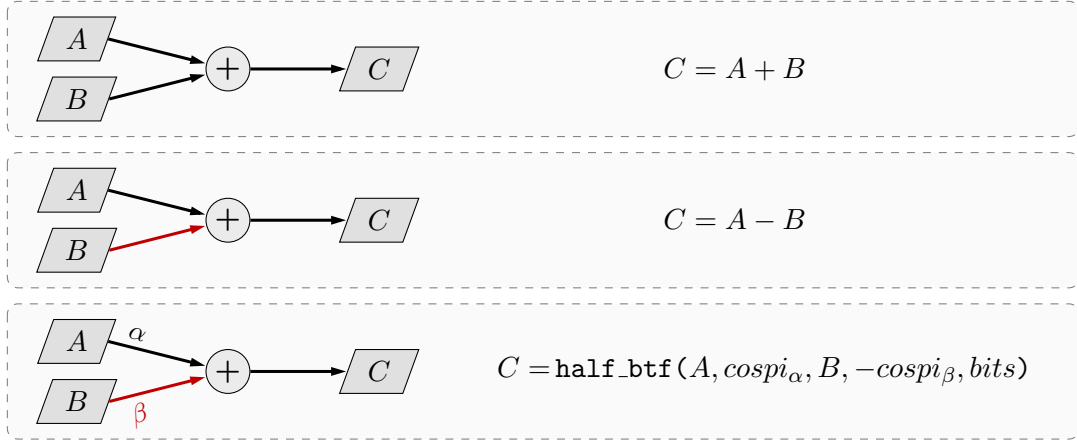 A
B
+
C
C = A + B
A
B
+
C
C = A − B
A
α
B
β
+
C
C = half_btf(A, cospi_α, B, −cospi_β, bits)